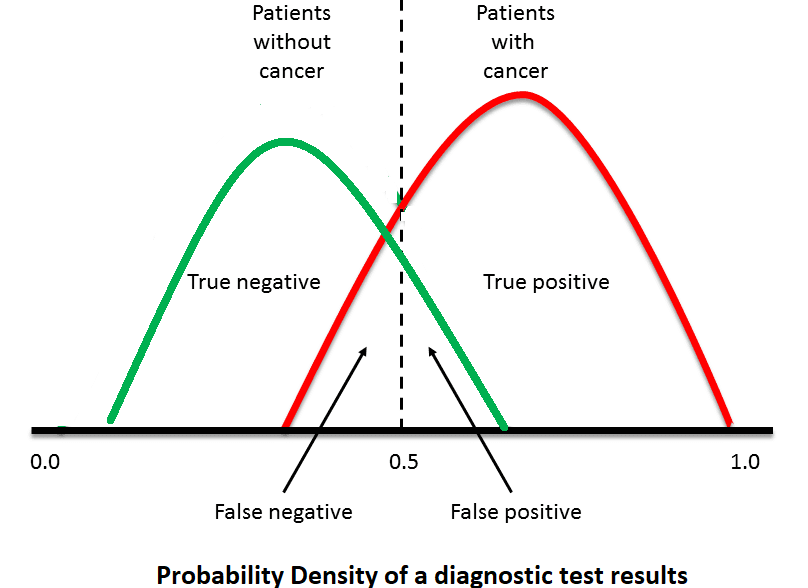 Patients
without
cancer
Patients
with
cancer
True negative
True positive
0.0
0.5
1.0
False negative
False positive
Probability Density of a diagnostic test results